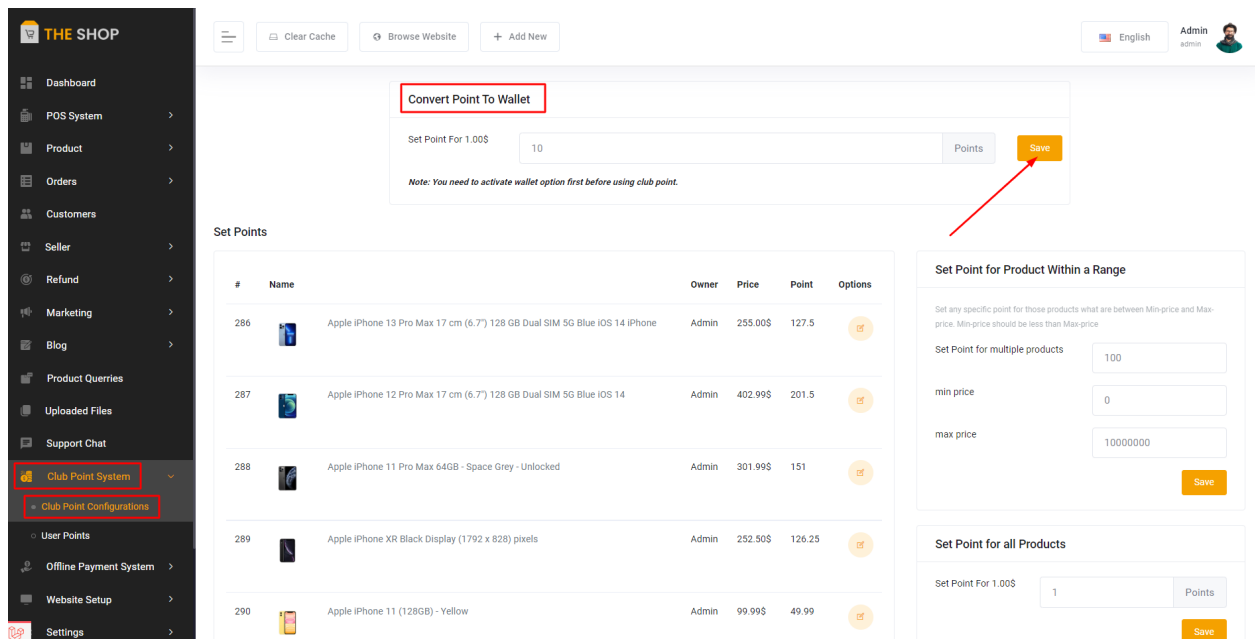 THE SHOP
Clear Cache
Browse Website
+ Add New
English
Admin
admin
Dashboard
POS System
Product
Orders
Customers
Seller
Refund
Marketing
Blog
Product Querries
Uploaded Files
Support Chat
Club Point System
Club Point Configurations
User Points
Offline Payment System
Website Setup
Settings
Convert Point To Wallet
Set Point For 1.00$
10
Points
Save
Note: You need to activate wallet option first before using club point.
Set Points
# Name Owner Price Point Options
286 Apple iPhone 13 Pro Max 17 cm (6.7") 128 GB Dual SIM 5G Blue iOS 14 iPhone Admin 255.00$ 127.5
287 Apple iPhone 12 Pro Max 17 cm (6.7") 128 GB Dual SIM 5G Blue iOS 14 Admin 402.99$ 201.5
288 Apple iPhone 11 Pro Max 64GB - Space Grey - Unlocked Admin 301.99$ 151
289 Apple iPhone XR Black Display (1792 x 828) pixels Admin 252.50$ 126.25
290 Apple iPhone 11 (128GB) - Yellow Admin 99.99$ 49.99
Set Point for Product Within a Range
Set any specific point for those products what are between Min-price and Max-
price. Min-price should be less than Max-price
Set Point for multiple products
100
min price
0
max price
10000000
Save
Set Point for all Products
Set Point For 1.00$
1
Points
Save